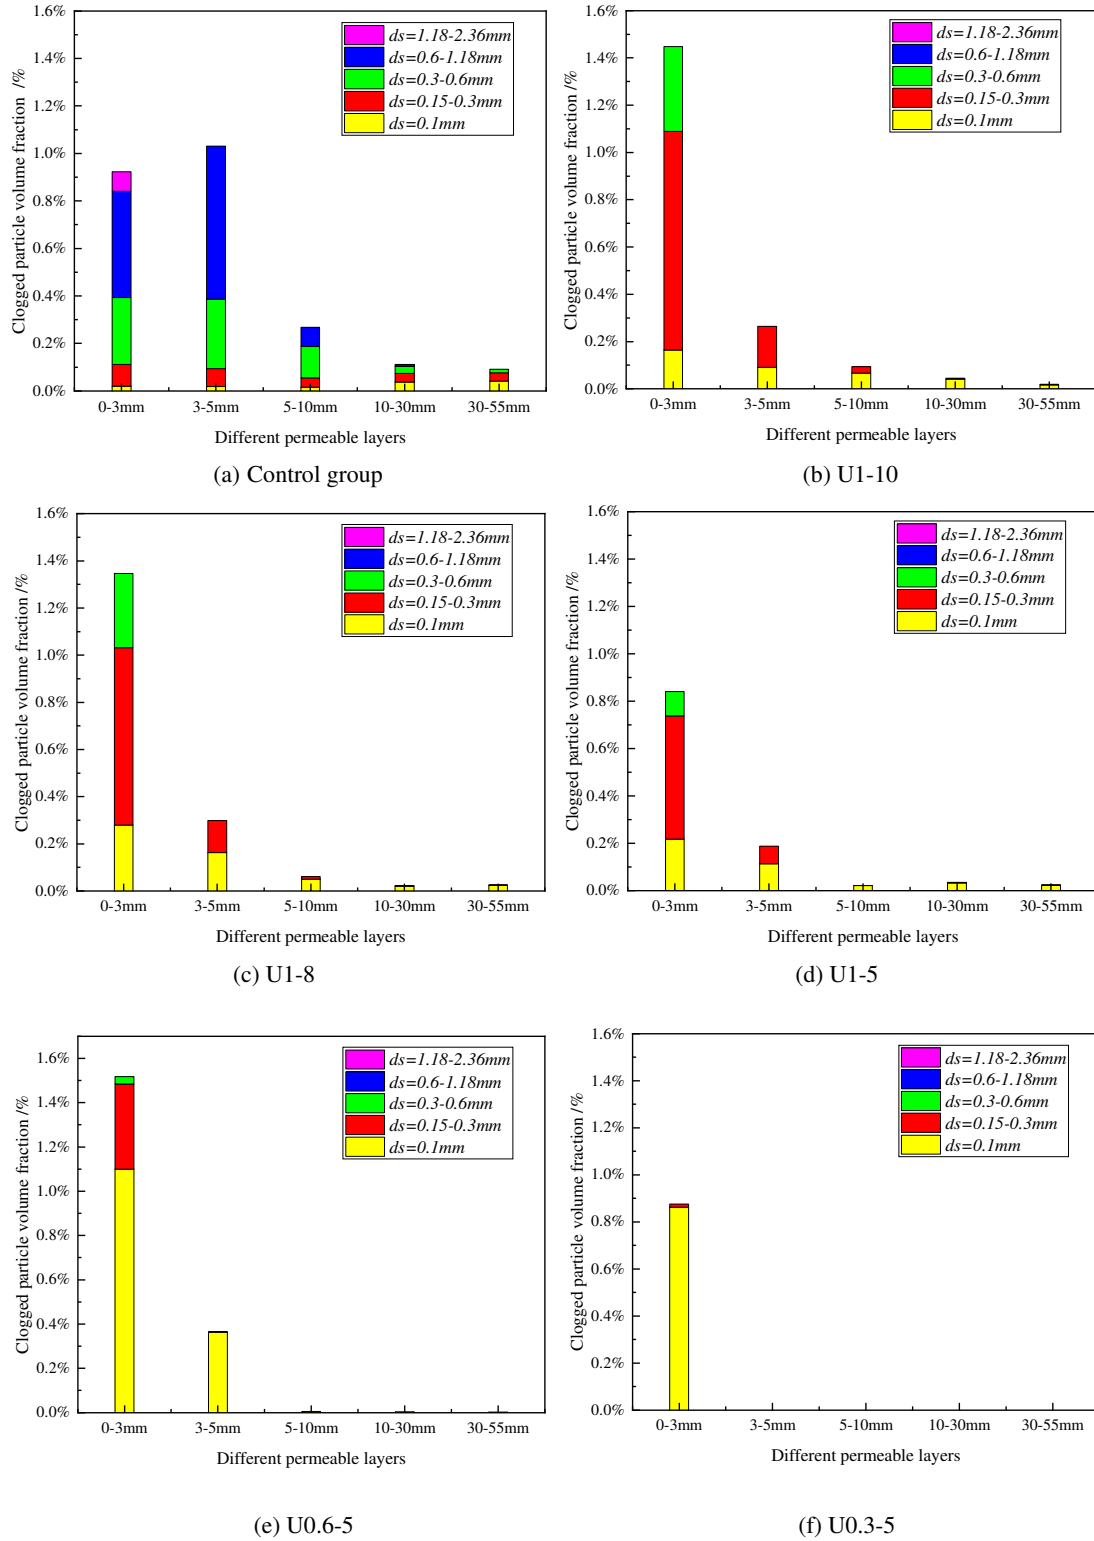 1.6%
1.4%
1.2%
1.0%
0.8%
0.6%
0.4%
0.2%
0.0%
Clogged particle volume fraction /%
ds=1.18-2.36mm
ds=0.6-1.18mm
ds=0.3-0.6mm
ds=0.15-0.3mm
ds=0.1mm
0-3mm 3-5mm 5-10mm 10-30mm 30-55mm
Different permeable layers
(a) Control group
1.6%
1.4%
1.2%
1.0%
0.8%
0.6%
0.4%
0.2%
0.0%
Clogged particle volume fraction /%
ds=1.18-2.36mm
ds=0.6-1.18mm
ds=0.3-0.6mm
ds=0.15-0.3mm
ds=0.1mm
0-3mm 3-5mm 5-10mm 10-30mm 30-55mm
Different permeable layers
(b) U1-10
1.6%
1.4%
1.2%
1.0%
0.8%
0.6%
0.4%
0.2%
0.0%
Clogged particle volume fraction /%
ds=1.18-2.36mm
ds=0.6-1.18mm
ds=0.3-0.6mm
ds=0.15-0.3mm
ds=0.1mm
0-3mm 3-5mm 5-10mm 10-30mm 30-55mm
Different permeable layers
(c) U1-8
1.6%
1.4%
1.2%
1.0%
0.8%
0.6%
0.4%
0.2%
0.0%
Clogged particle volume fraction /%
ds=1.18-2.36mm
ds=0.6-1.18mm
ds=0.3-0.6mm
ds=0.15-0.3mm
ds=0.1mm
0-3mm 3-5mm 5-10mm 10-30mm 30-55mm
Different permeable layers
(d) U1-5
1.6%
1.4%
1.2%
1.0%
0.8%
0.6%
0.4%
0.2%
0.0%
Clogged particle volume fraction /%
ds=1.18-2.36mm
ds=0.6-1.18mm
ds=0.3-0.6mm
ds=0.15-0.3mm
ds=0.1mm
0-3mm 3-5mm 5-10mm 10-30mm 30-55mm
Different permeable layers
(e) U0.6-5
1.6%
1.4%
1.2%
1.0%
0.8%
0.6%
0.4%
0.2%
0.0%
Clogged particle volume fraction /%
ds=1.18-2.36mm
ds=0.6-1.18mm
ds=0.3-0.6mm
ds=0.15-0.3mm
ds=0.1mm
0-3mm 3-5mm 5-10mm 10-30mm 30-55mm
Different permeable layers
(f) U0.3-5